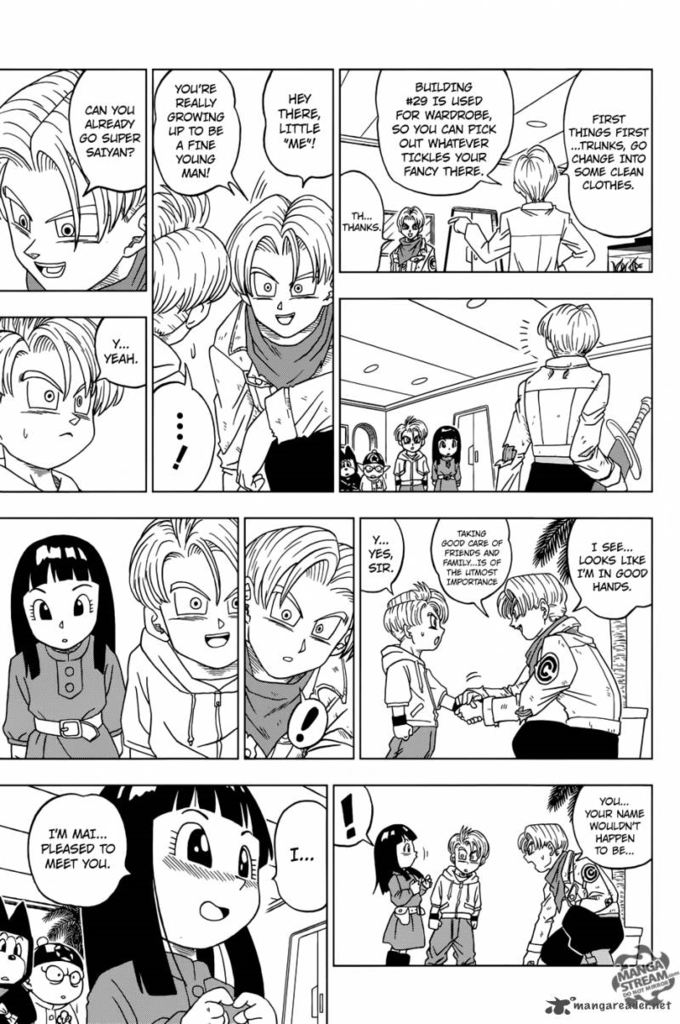 FIRST
THINGS FIRST
...TRUNKS, GO
CHANGE INTO
SOME CLEAN
CLOTHES.
BUILDING
#29 IS USED
FOR WARDROBE,
SO YOU CAN PICK
OUT WHATEVER
TICKLES YOUR
FANCY THERE.
TH...
THANKS.
HEY
THERE,
LITTLE
"ME"!
YOU'RE
REALLY
GROWING
UP TO BE
A FINE
YOUNG
MAN!
...!
CAN YOU
ALREADY
GO SUPER
SAIYAN?
Y...
YEAH.
I SEE...
LOOKS LIKE
I'M IN GOOD
HANDS.
TAKING
GOOD CARE OF
FRIENDS AND
FAMILY...IS OF
THE UTMOST
IMPORTANCE
Y...
YES,
SIR.
C
!
YOU...
YOUR NAME
WOULDN'T
HAPPEN
TO BE...
!
I...
I'M MAI...
PLEASED TO
MEET YOU.
MANGA
STREAM
DO NOT MIRROR
mangareader.net